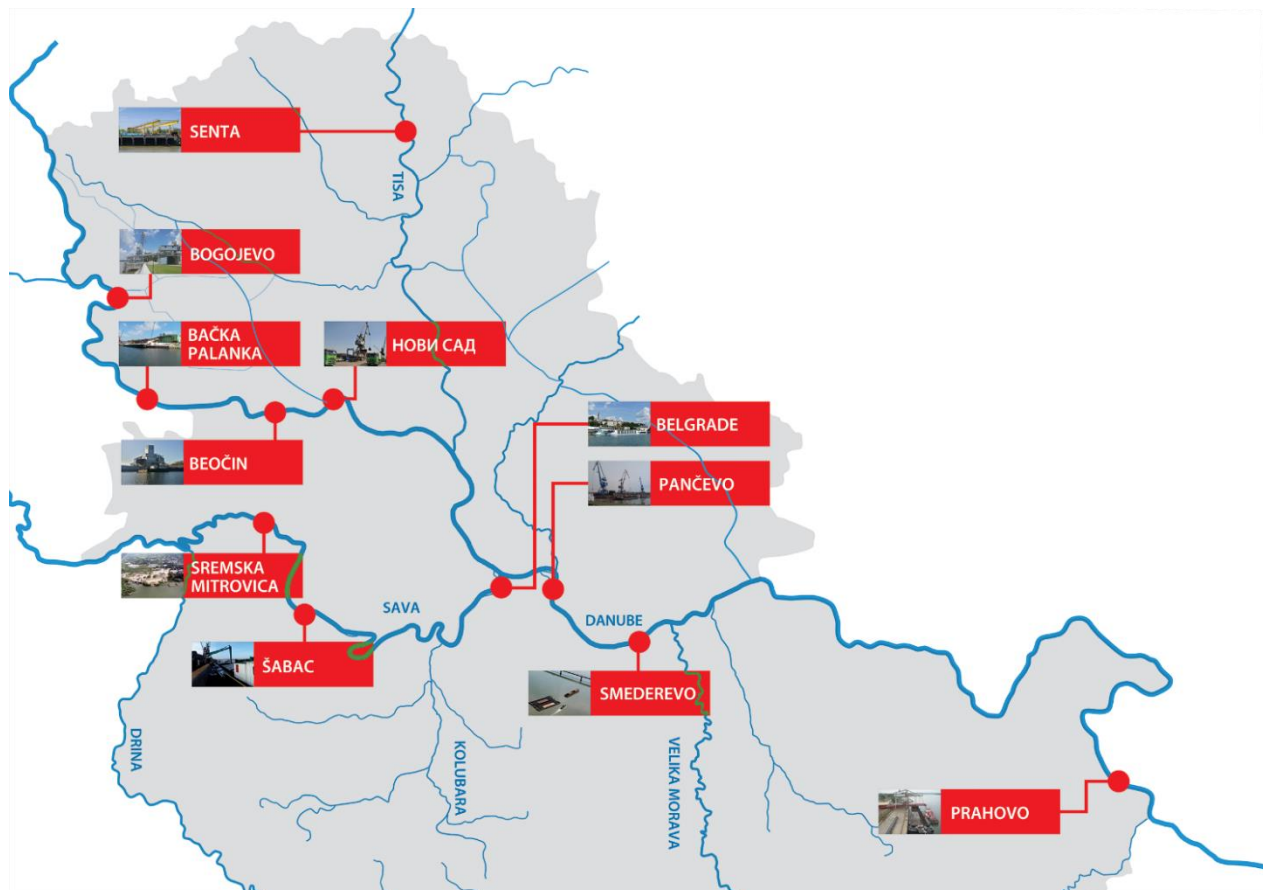 SENTA
TISA
BOGOJEVO
BAČKA
PALANKA
НОВИ САД
BELGRADE
BEOČIN
PANČEVO
SREMSKA
MITROVICA
SAVA
DANUBE
ŠABAC
SMEDEREVO
DRINA
KOLUBARA
VELIKA MORAVA
PRAHOVO